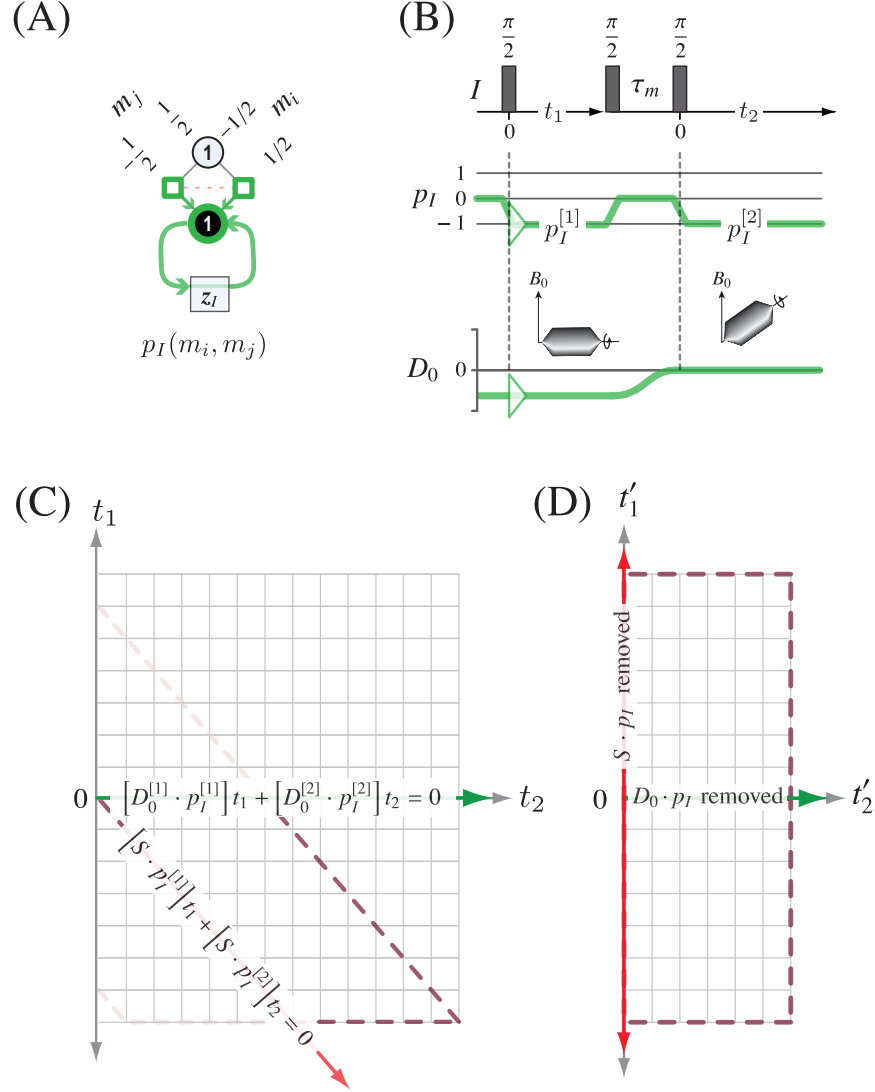 (A)
m_j 1/2 -1/2 m_i
-1/2 1 1/2
1
z_I
p_I(m_i, m_j)
(B)
π/2 π/2 π/2
I t_1 τ_m t_2
0 0
1
p_I 0
-1 p_I^[1] p_I^[2]
B_0 B_0
D_0 0
(C)
t_1
0 [D_0^[1] · p_I^[1]] t_1 + [D_0^[2] · p_I^[2]] t_2 = 0 t_2
[S · p_I^[1]] t_1 + [S · p_I^[2]] t_2 = 0
(D)
t_1′
S · p_I removed
0 D_0 · p_I removed t_2′